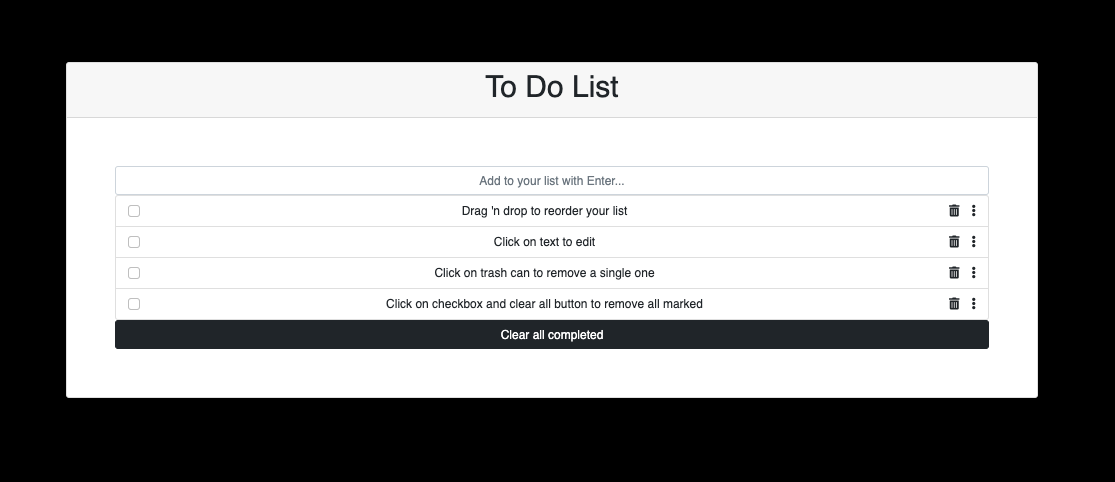 To Do List
Add to your list with Enter...
Drag 'n drop to reorder your list
Click on text to edit
Click on trash can to remove a single one
Click on checkbox and clear all button to remove all marked
Clear all completed